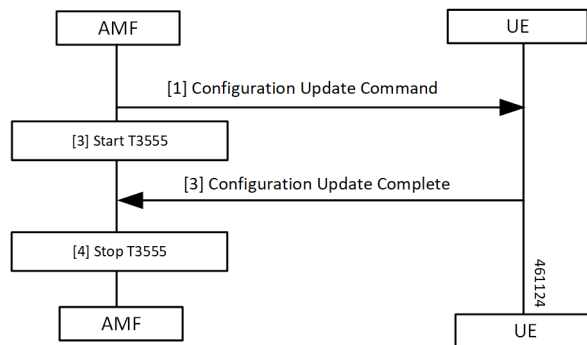 AMF
UE
[1] Configuration Update Command
[3] Start T3555
[3] Configuration Update Complete
[4] Stop T3555
461124
AMF
UE